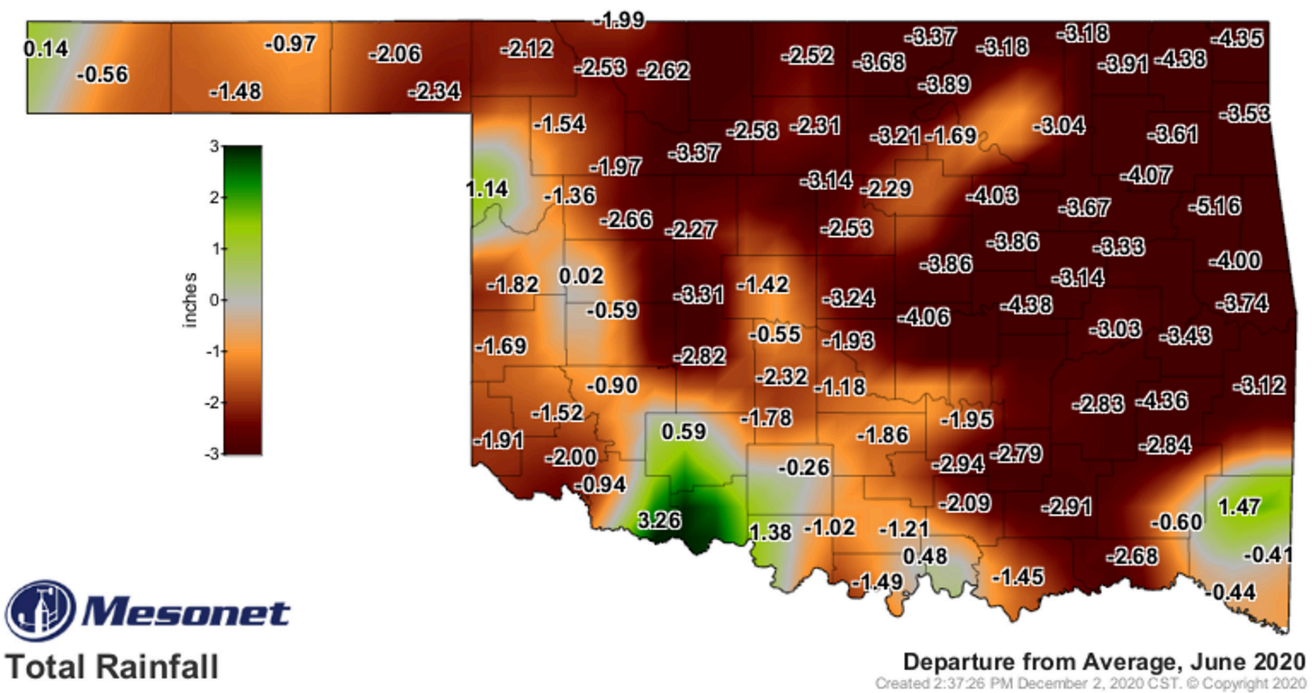 -1.99
0.14 -0.97 -2.06 -2.12 -2.52 -3.37 -3.18 -3.18 -4.35
-0.56 -2.53 -2.62 -3.68 -3.91 -4.38
-1.48 -2.34 -3.89
-1.54 -2.58 -2.31 -3.21 -1.69 -3.04 -3.61 -3.53
-1.97 -3.37
1.14 -1.36 -3.14 -2.29 -4.03 -4.07
-2.66 -2.27 -2.53 -3.67 -5.16
-3.86 -3.33
-1.82 0.02 -1.42 -3.86 -3.14 -4.00
-0.59 -3.31 -3.24 -4.06 -4.38 -3.74
-1.69 -0.55 -1.93 -3.03 -3.43
-2.82
-0.90 -2.32 -1.18 -3.12
-1.52 -1.78 -1.95 -2.83 -4.36
-1.91 0.59 -1.86 -2.84
-2.00 -0.26 -2.94 -2.79
-0.94 -2.09 -2.91 1.47
3.26 1.38 -1.02 -1.21 -0.60
0.48 -2.68 -0.41
-1.49 -1.45 -0.44
3
2
1
0
-1
-2
-3
inches
Mesonet
Total Rainfall
Departure from Average, June 2020
Created 2:37:26 PM December 2, 2020 CST. © Copyright 2020